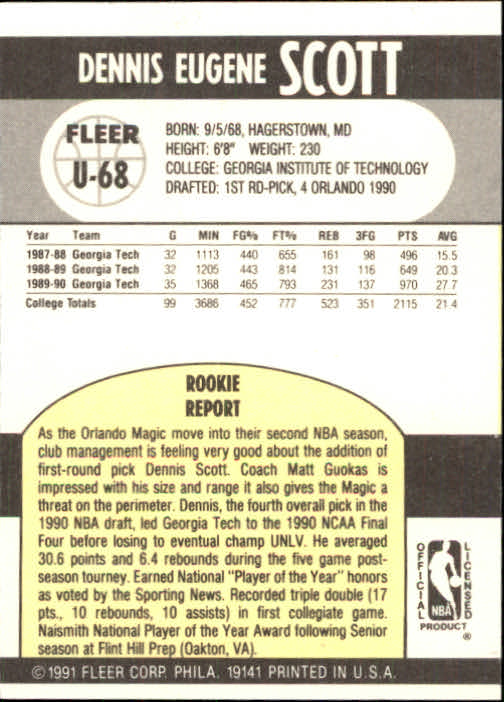 DENNIS EUGENE SCOTT
FLEER
U-68
BORN: 9/5/68, HAGERSTOWN, MD
HEIGHT: 6'8" WEIGHT: 230
COLLEGE: GEORGIA INSTITUTE OF TECHNOLOGY
DRAFTED: 1ST RD-PICK, 4 ORLANDO 1990
Year Team G MIN FG% FT% REB 3FG PTS AVG
1987-88 Georgia Tech 32 1113 440 655 161 98 496 15.5
1988-89 Georgia Tech 32 1205 443 814 131 116 649 20.3
1989-90 Georgia Tech 35 1368 465 793 231 137 970 27.7
College Totals 99 3686 452 777 523 351 2115 21.4
ROOKIE
REPORT
As the Orlando Magic move into their second NBA season,
club management is feeling very good about the addition of
first-round pick Dennis Scott. Coach Matt Guokas is
impressed with his size and range it also gives the Magic a
threat on the perimeter. Dennis, the fourth overall pick in the
1990 NBA draft, led Georgia Tech to the 1990 NCAA Final
Four before losing to eventual champ UNLV. He averaged
30.6 points and 6.4 rebounds during the five game post-
season tourney. Earned National "Player of the Year" honors
as voted by the Sporting News. Recorded triple double (17
pts., 10 rebounds, 10 assists) in first collegiate game.
Naismith National Player of the Year Award following Senior
season at Flint Hill Prep (Oakton, VA).
OFFICIAL
LICENSED
NBA
PRODUCT
®
© 1991 FLEER CORP. PHILA. 19141 PRINTED IN U.S.A.